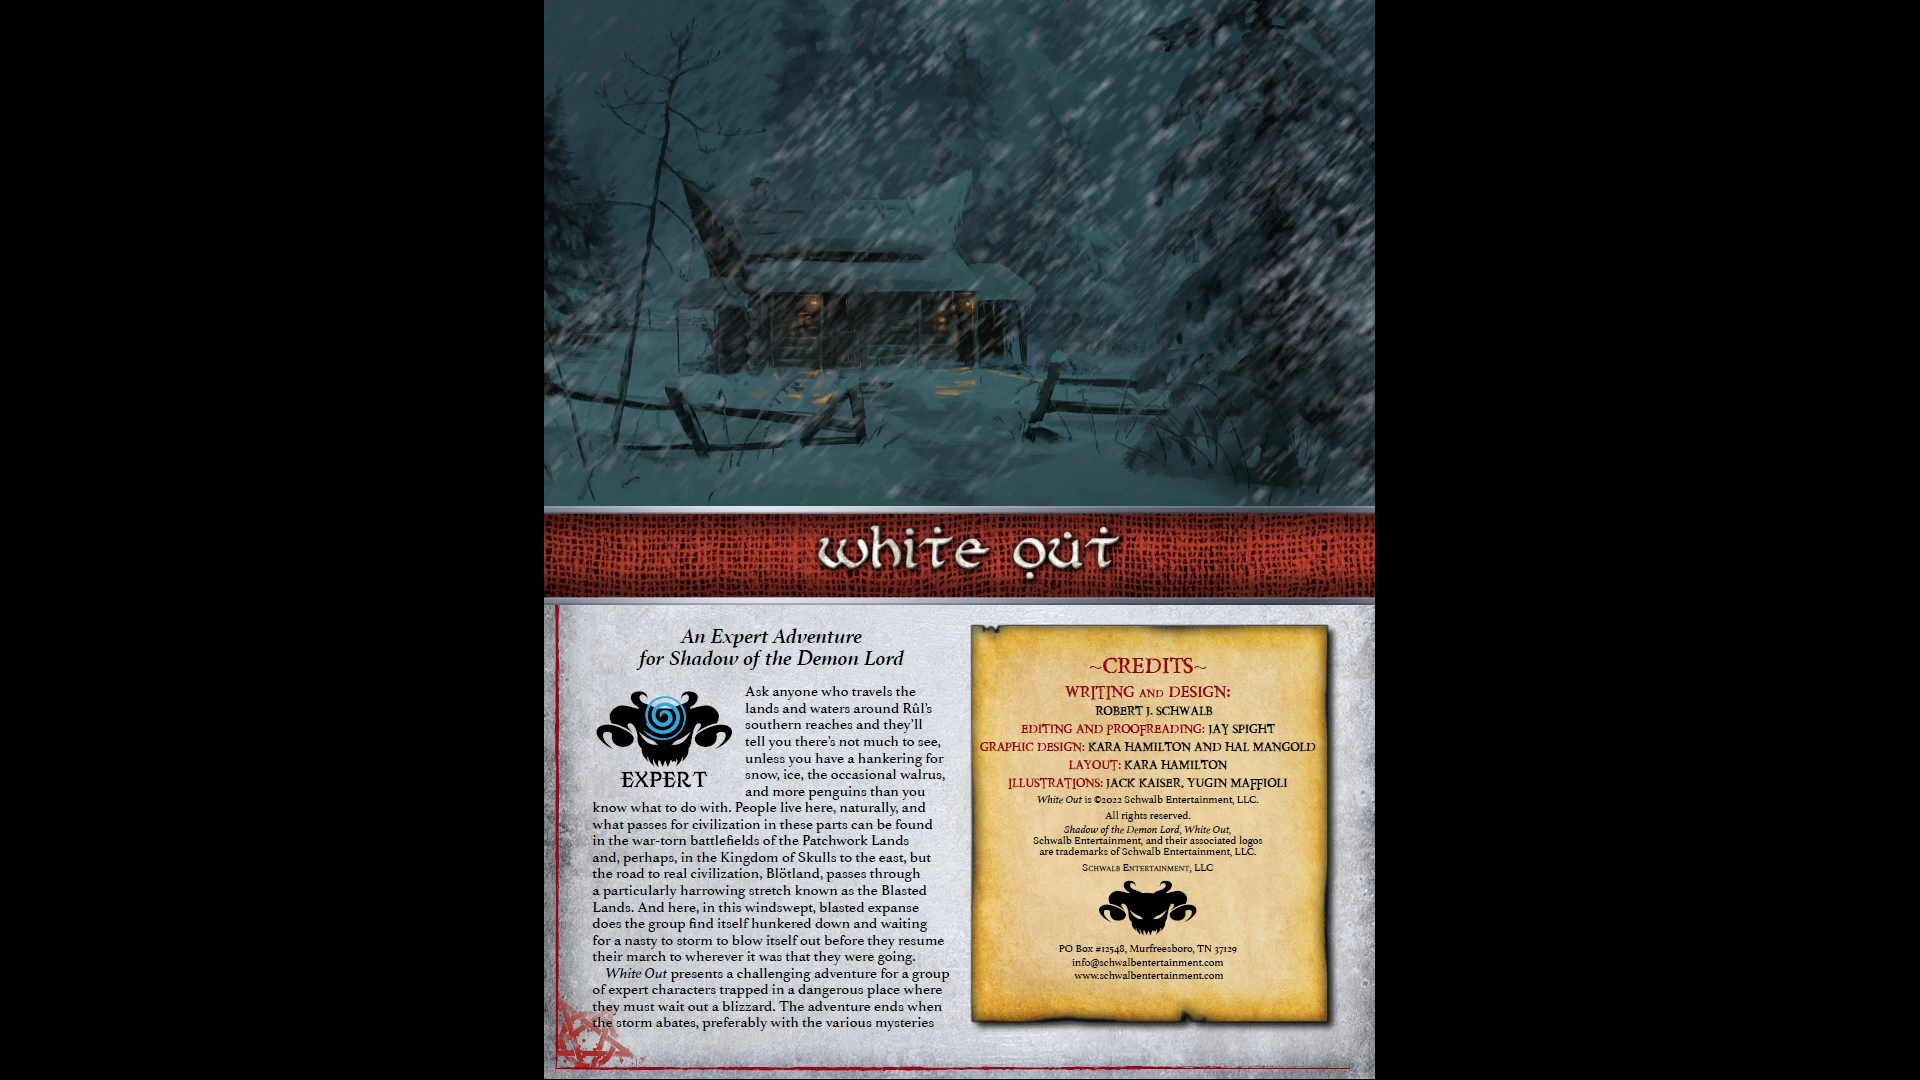 white out
An Expert Adventure
for Shadow of the Demon Lord
EXPERT
Ask anyone who travels the
lands and waters around Rûl's
southern reaches and they'll
tell you there's not much to see,
unless you have a hankering for
snow, ice, the occasional walrus,
and more penguins than you
know what to do with. People live here, naturally, and
what passes for civilization in these parts can be found
in the war-torn battlefields of the Patchwork Lands
and, perhaps, in the Kingdom of Skulls to the east, but
the road to real civilization, Blötland, passes through
a particularly harrowing stretch known as the Blasted
Lands. And here, in this windswept, blasted expanse
does the group find itself hunkered down and waiting
for a nasty to storm to blow itself out before they resume
their march to wherever it was that they were going.
White Out presents a challenging adventure for a group
of expert characters trapped in a dangerous place where
they must wait out a blizzard. The adventure ends when
the storm abates, preferably with the various mysteries
~CREDITS~
WRITING AND DESIGN:
ROBERT J. SCHWALB
EDITING AND PROOFREADING: JAY SPIGHT
GRAPHIC DESIGN: KARA HAMILTON AND HAL MANGOLD
LAYOUT: KARA HAMILTON
ILLUSTRATIONS: JACK KAISER, YUGIN MAFFIOLI
White Out is ©2022 Schwalb Entertainment, LLC.
All rights reserved.
Shadow of the Demon Lord, White Out,
Schwalb Entertainment, and their associated logos
are trademarks of Schwalb Entertainment, LLC.
Schwalb Entertainment, LLC
PO Box #12548, Murfreesboro, TN 37129
info@schwalbentertainment.com
www.schwalbentertainment.com